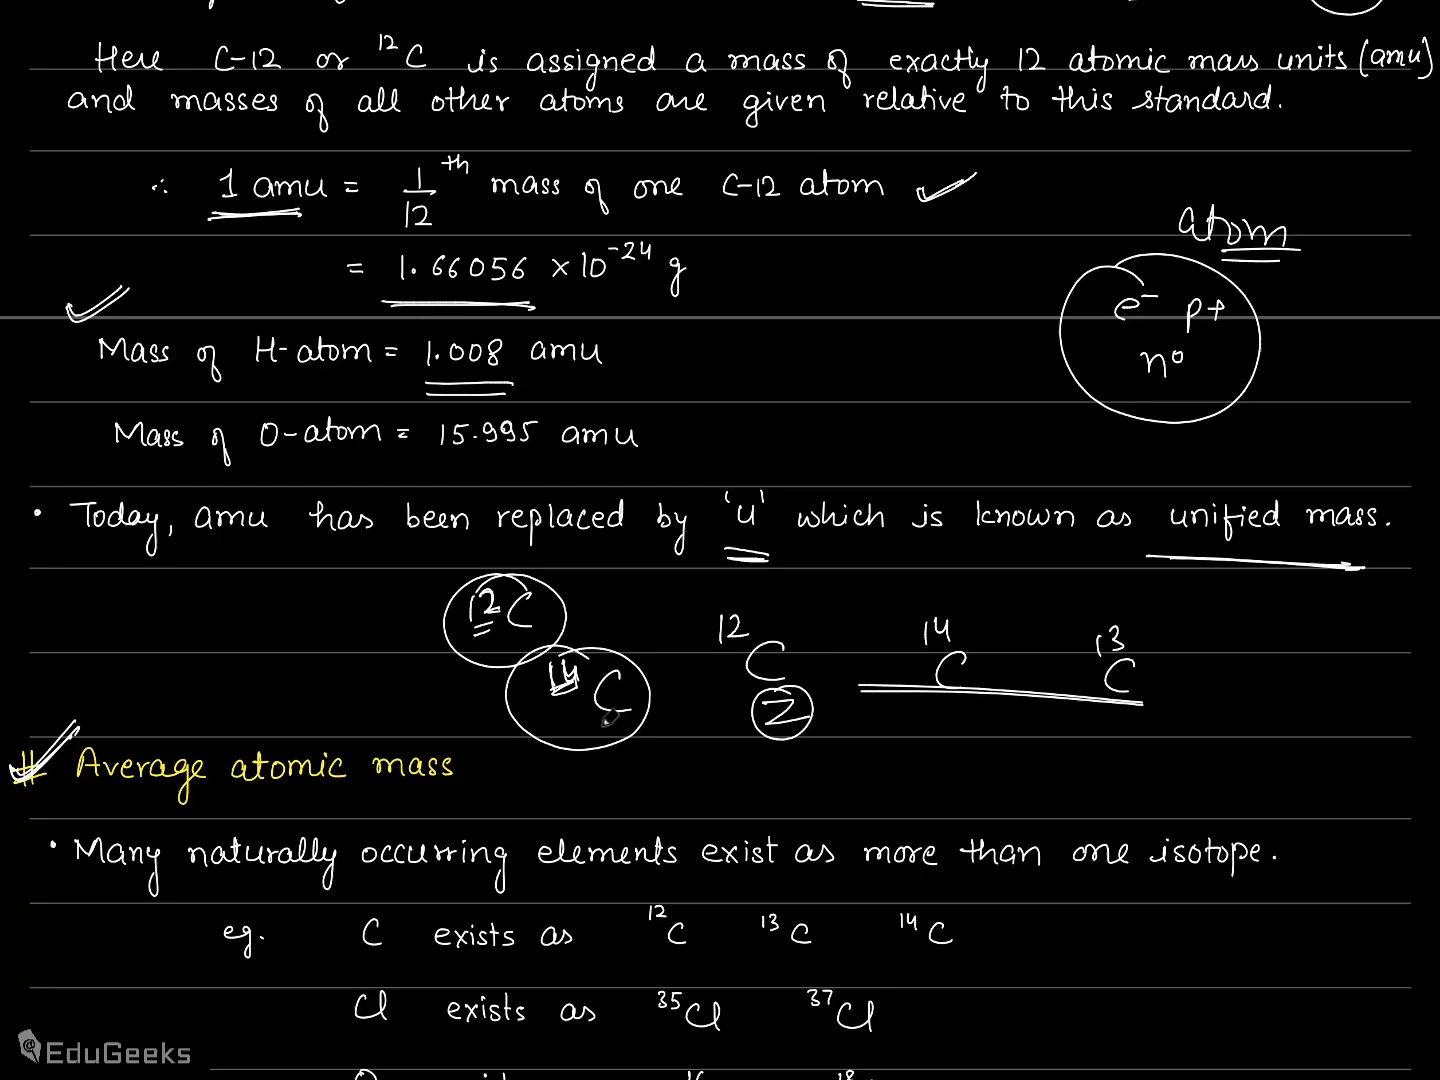 Here C-12 or ¹²C is assigned a mass of exactly 12 atomic mass units (amu)
and masses of all other atoms are given relative to this standard.
∴ 1 amu = 1/12 th mass of one C-12 atom ✓
= 1.66056 × 10⁻²⁴ g
atom
e⁻ p+
n⁰
Mass of H-atom = 1.008 amu
Mass of O-atom = 15.995 amu
• Today, amu has been replaced by 'u' which is known as unified mass.
¹²C
¹⁴C
¹²C ¹⁴C ¹³C
Z
# Average atomic mass
• Many naturally occurring elements exist as more than one isotope.
eg. C exists as ¹²C ¹³C ¹⁴C
Cl exists as ³⁵Cl ³⁷Cl
EduGeeks